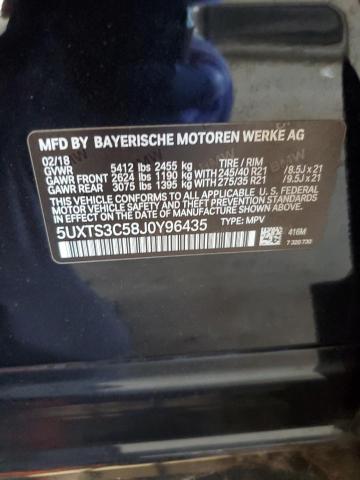 MFD BY BAYERISCHE MOTOREN WERKE AG
02/18
GVWR 5412 lbs 2455 kg TIRE / RIM
GAWR FRONT 2624 lbs 1190 kg WITH 245/40 R21 / 8.5J x 21
GAWR REAR 3075 lbs 1395 kg WITH 275/35 R21 / 9.5J x 21
THIS VEHICLE CONFORMS TO ALL APPLICABLE U.S. FEDERAL
SAFETY AND THEFT PREVENTION STANDARDS IN
EFFECT ON THE DATE OF MANUFACTURE SHOWN ABOVE.
5UXTS3C58J0Y96435 TYPE: MPV 416M
7 320 730